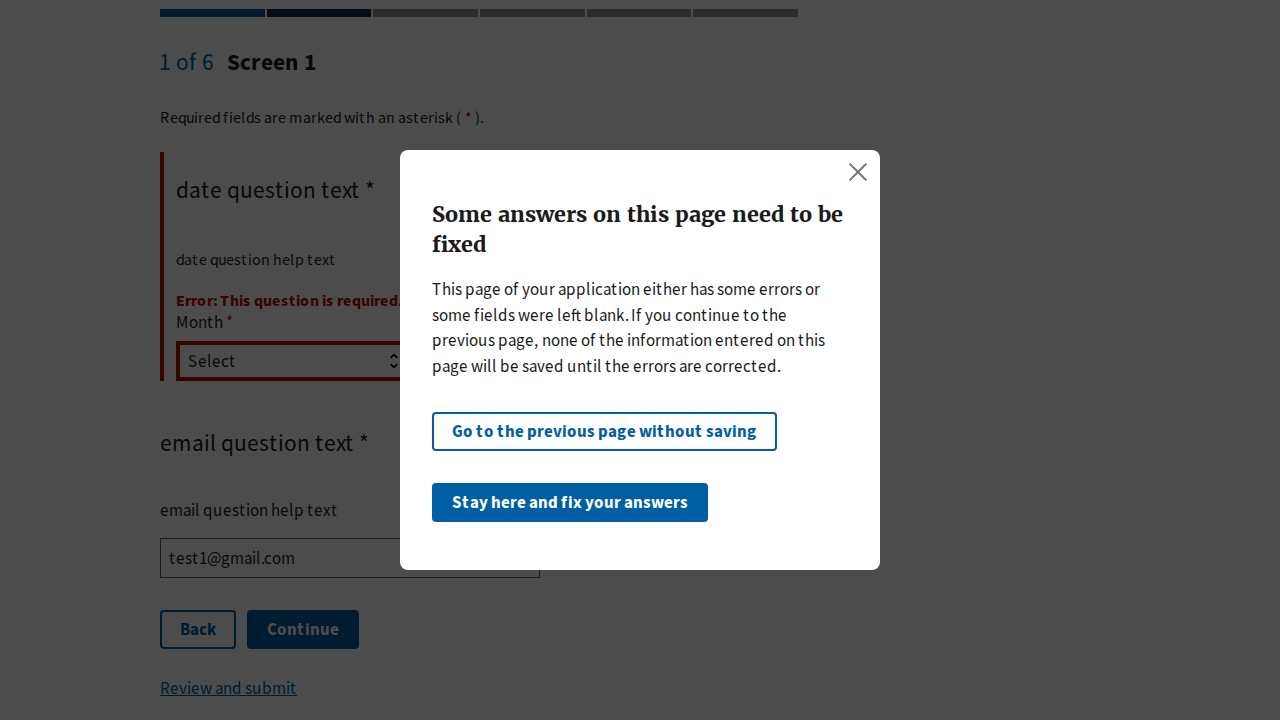 1 of 6 Screen 1
Required fields are marked with an asterisk ( * ).
date question text *
date question help text
Error: This question is required.
Month *
Select
email question text *
email question help text
test1@gmail.com
Back Continue
Review and submit
Some answers on this page need to be
fixed
This page of your application either has some errors or
some fields were left blank. If you continue to the
previous page, none of the information entered on this
page will be saved until the errors are corrected.
Go to the previous page without saving
Stay here and fix your answers